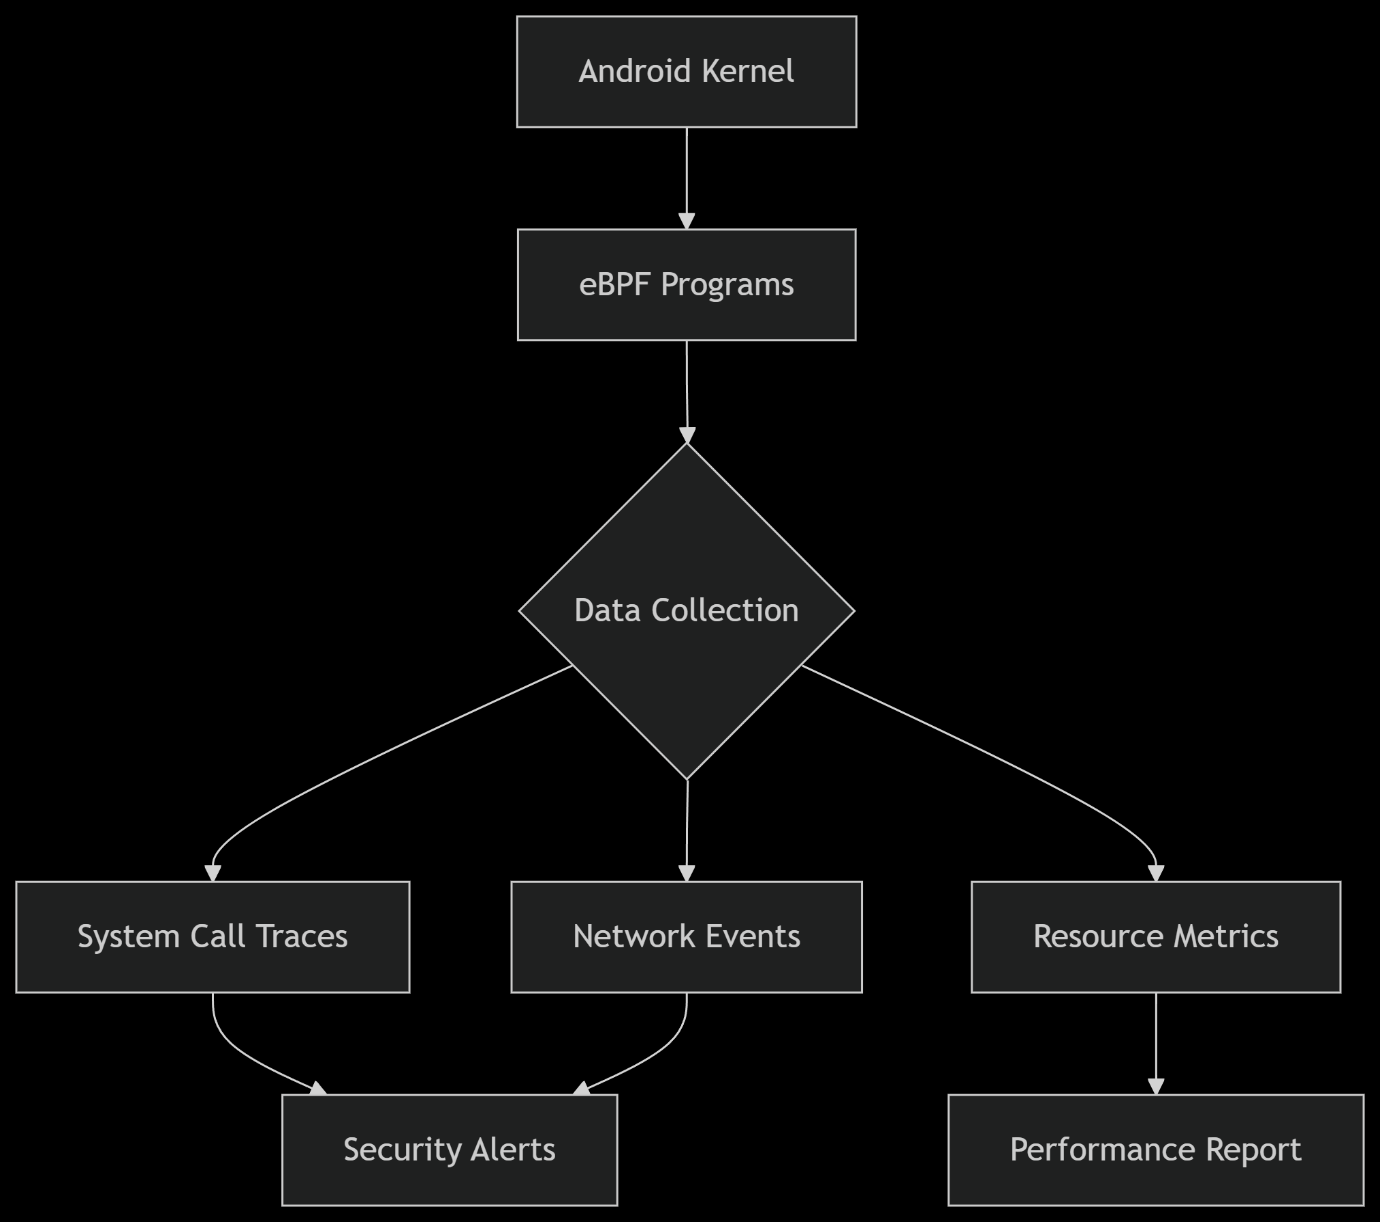 Android Kernel
eBPF Programs
Data Collection
System Call Traces
Network Events
Resource Metrics
Security Alerts
Performance Report